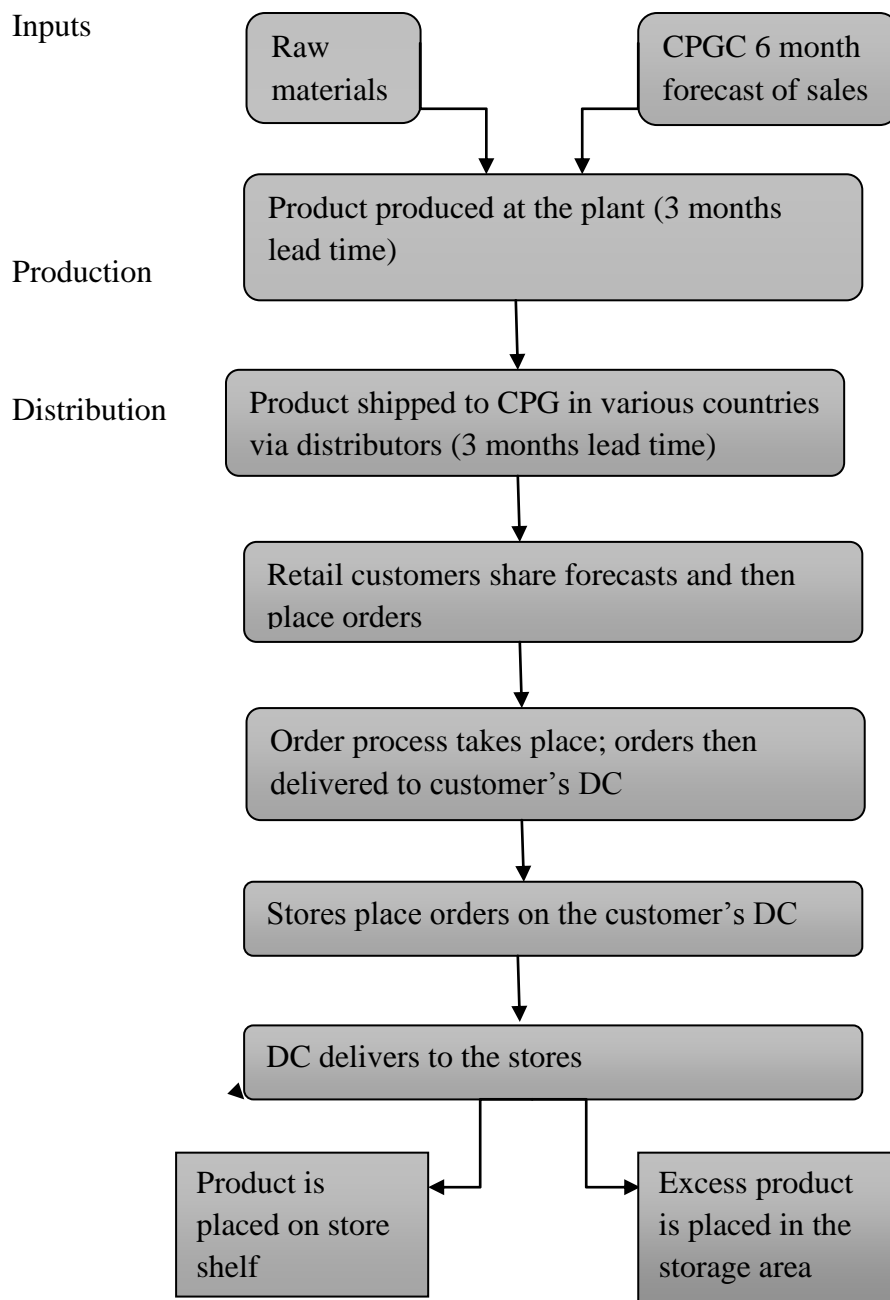 Inputs
Raw
materials
CPGC 6 month
forecast of sales
Product produced at the plant (3 months
lead time)
Production
Distribution
Product shipped to CPG in various countries
via distributors (3 months lead time)
Retail customers share forecasts and then
place orders
Order process takes place; orders then
delivered to customer’s DC
Stores place orders on the customer’s DC
DC delivers to the stores
Product is
placed on store
shelf
Excess product
is placed in the
storage area